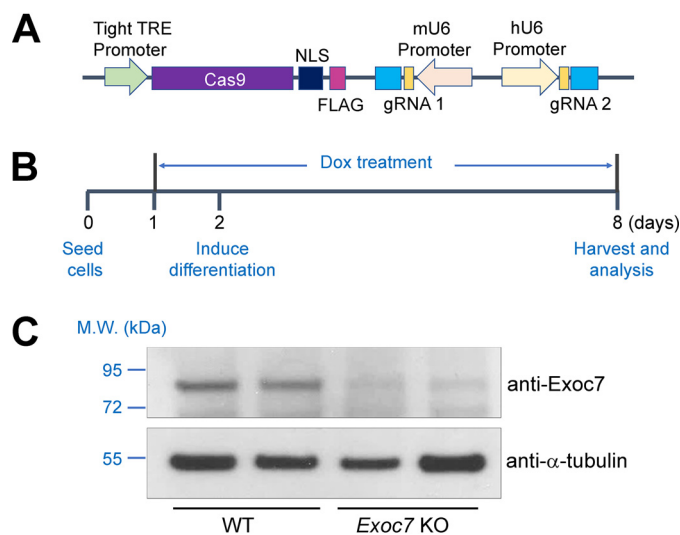 A
Tight TRE
Promoter
Cas9
NLS
FLAG
mU6
Promoter
gRNA 1
hU6
Promoter
gRNA 2
B
Dox treatment
0
1
2
8 (days)
Seed
cells
Induce
differentiation
Harvest and
analysis
C
M.W. (kDa)
95
72
anti-Exoc7
55
anti-α-tubulin
WT
Exoc7 KO